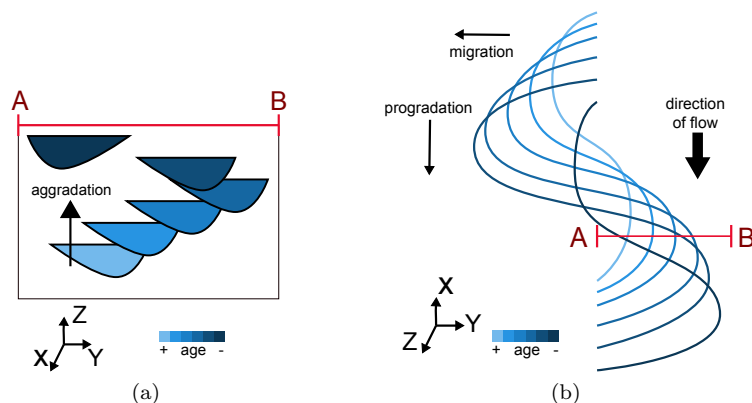 A B
aggradation
Z
X Y
+ age -
(a)
migration
progradation
direction
of flow
A B
X
Z Y
+ age -
(b)